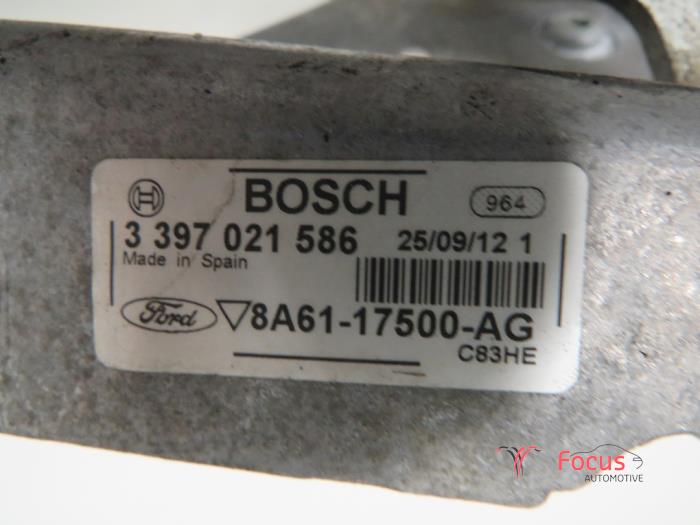 BOSCH 964
3 397 021 586 25/09/12 1
Made in Spain
Ford 8A61-17500-AG
C83HE
Focus
AUTOMOTIVE